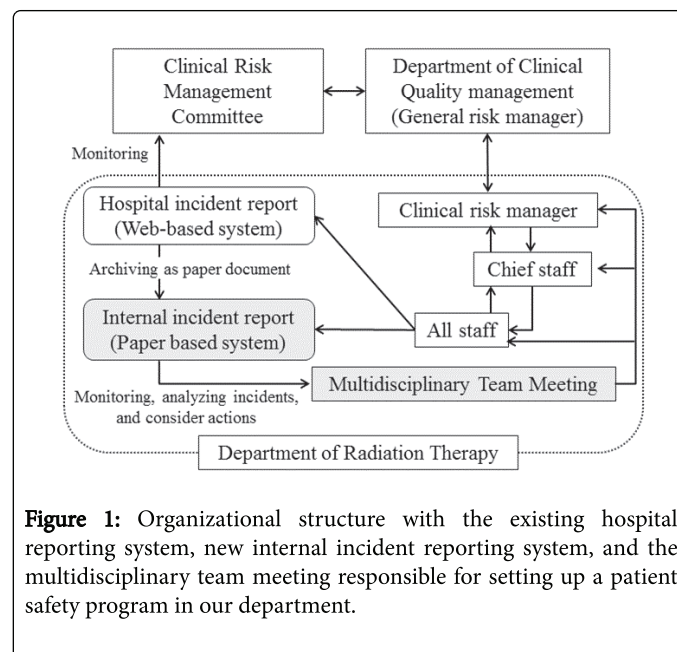 Clinical Risk
Management
Committee
Department of Clinical
Quality management
(General risk manager)
Monitoring
Hospital incident report
(Web-based system)
Clinical risk manager
Archiving as paper document
Chief staff
Internal incident report
(Paper based system)
All staff
Monitoring, analyzing incidents,
and consider actions
Multidisciplinary Team Meeting
Department of Radiation Therapy
Figure 1: Organizational structure with the existing hospital
reporting system, new internal incident reporting system, and the
multidisciplinary team meeting responsible for setting up a patient
safety program in our department.